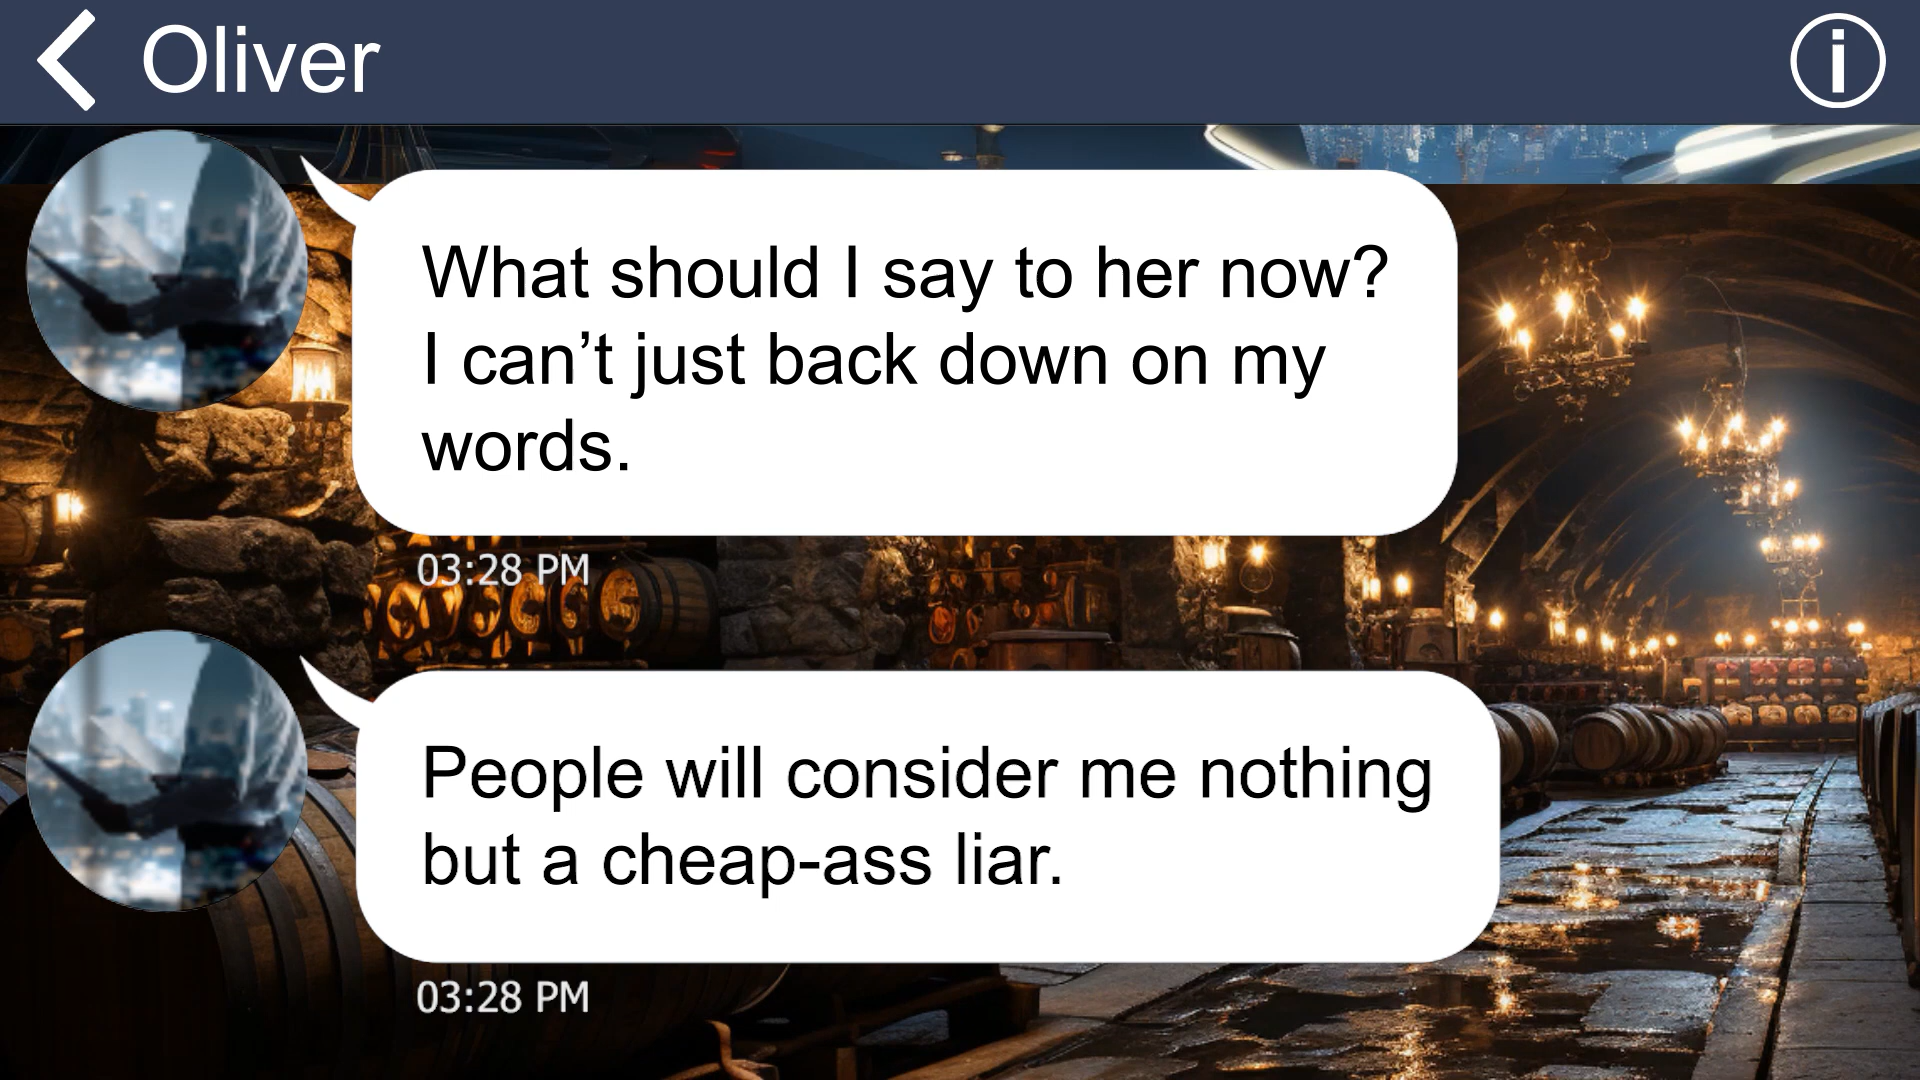 Oliver
What should I say to her now?
I can’t just back down on my
words.
03:28 PM
People will consider me nothing
but a cheap-ass liar.
03:28 PM